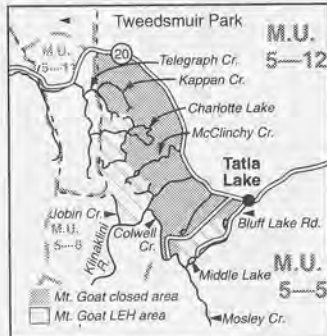 Tweedsmuir Park
M.U.
5—12
20
M.U.
5—12
Telegraph Cr.
Kappan Cr.
Charlotte Lake
McClinchy Cr.
Tatla
Lake
Jobin Cr.
M.U.
5—6
Klinaklini
R.
Colwell
Cr.
Bluff Lake Rd.
Middle Lake
M.U.
5—5
Mosley Cr.
Mt. Goat closed area
Mt. Goat LEH area